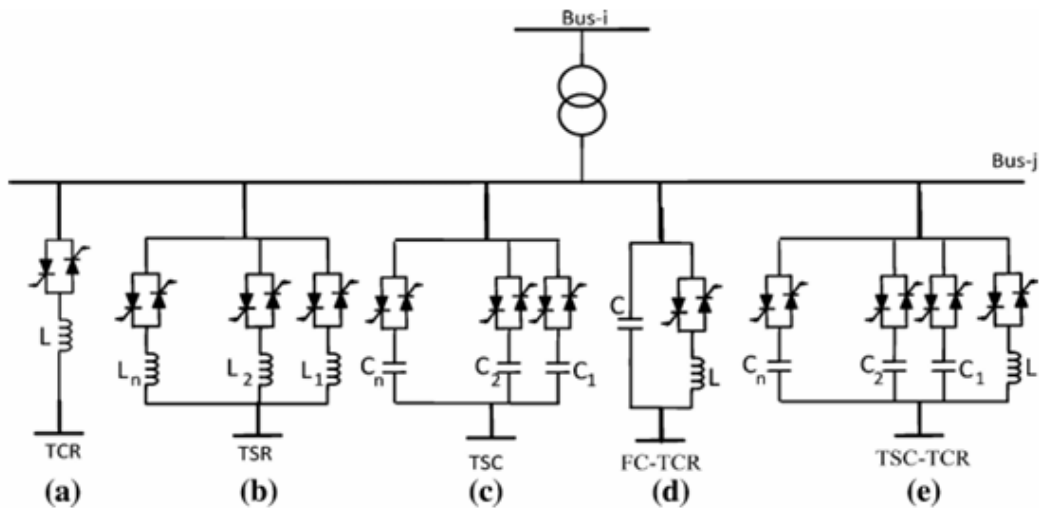 Bus-i
Bus-j
L
Ln
L2
L1
Cn
C2
C1
C
L
Cn
C2
C1
L
TCR
TSR
TSC
FC-TCR
TSC-TCR
(a)
(b)
(c)
(d)
(e)